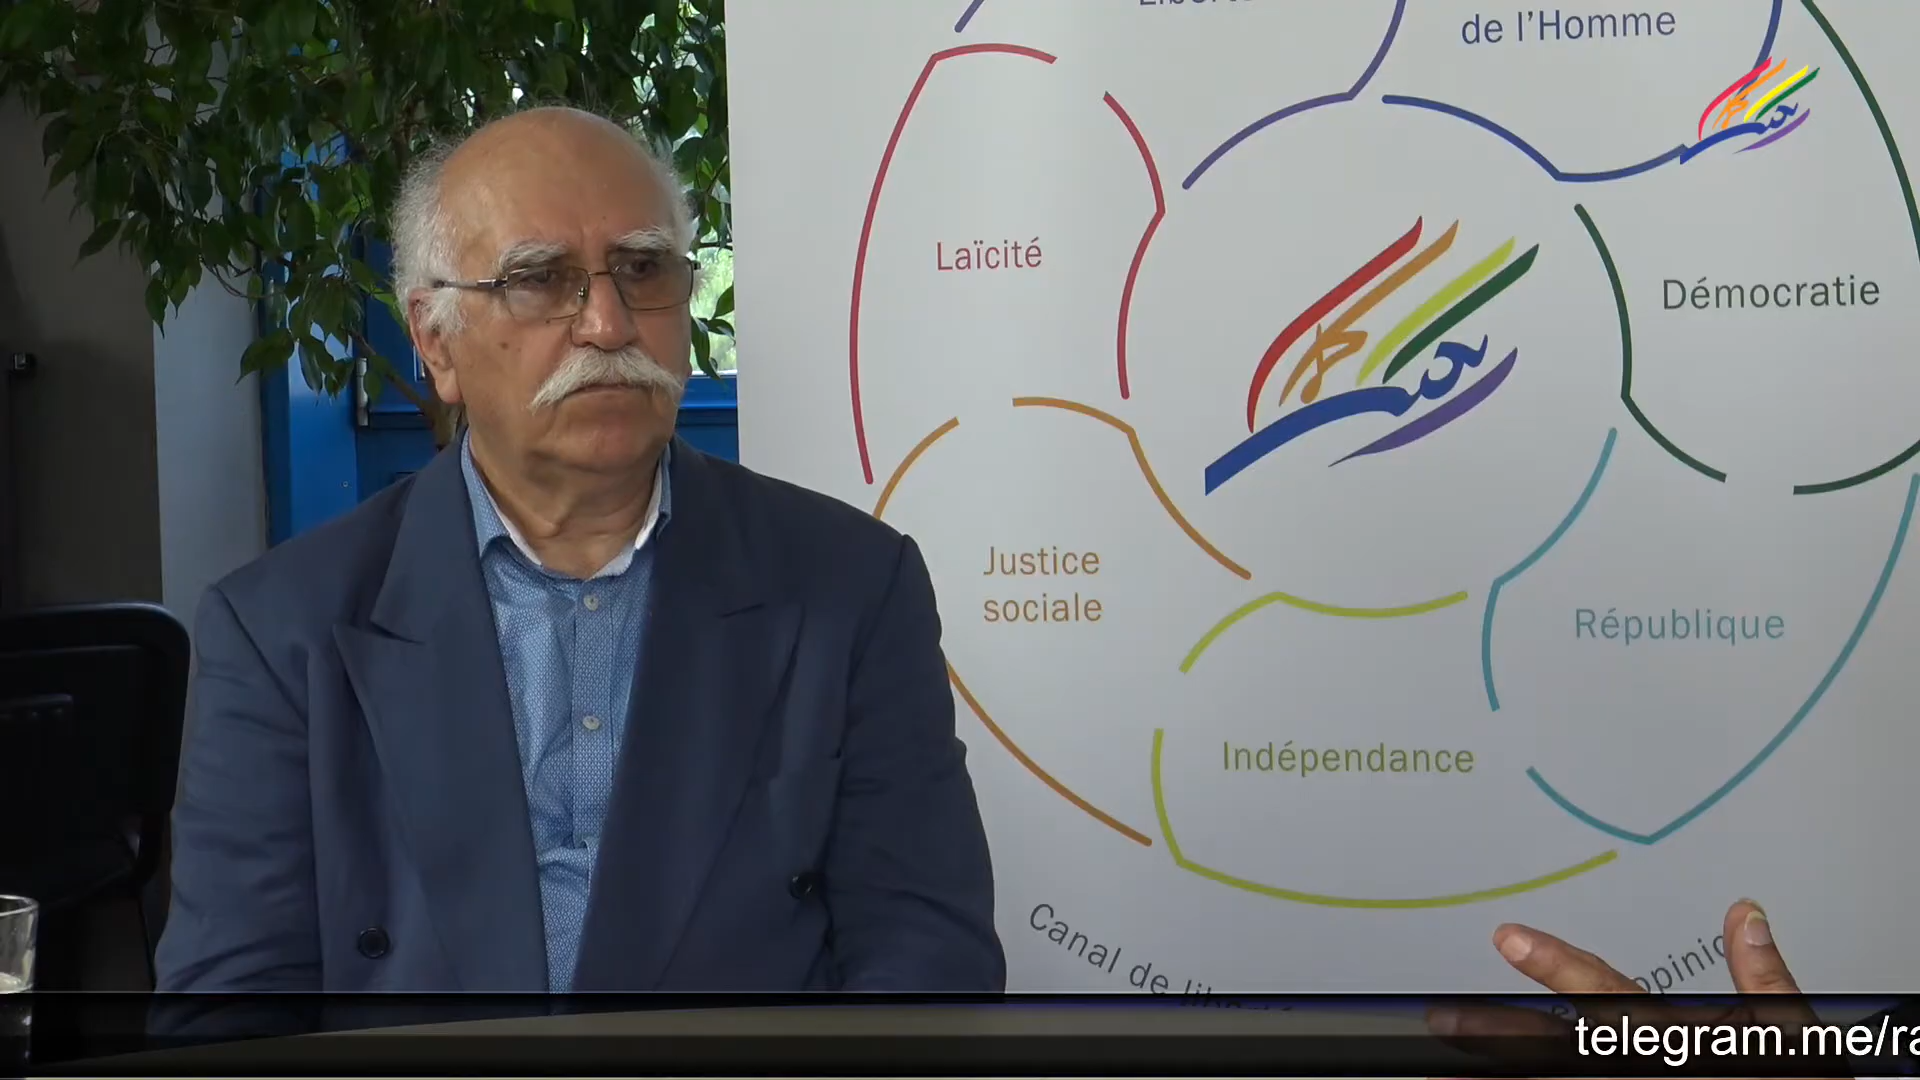 de l'Homme
Laïcité
Démocratie
Justice
sociale
République
Indépendance
Canal de
telegram.me/ra